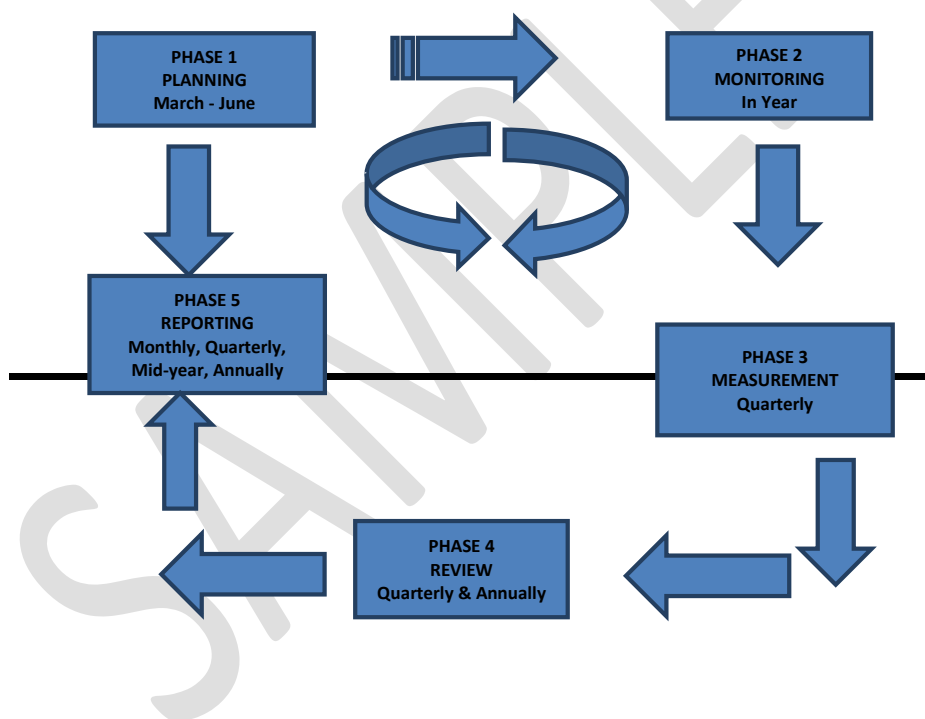 PHASE 1
PLANNING
March - June
PHASE 2
MONITORING
In Year
PHASE 5
REPORTING
Monthly, Quarterly,
Mid-year, Annually
PHASE 3
MEASUREMENT
Quarterly
PHASE 4
REVIEW
Quarterly & Annually
SAMPL